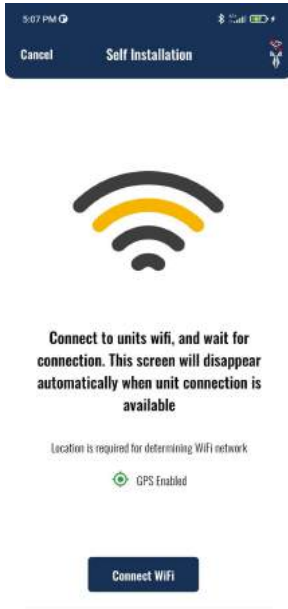 5:07 PM
Cancel Self Installation
Connect to units wifi, and wait for
connection. This screen will disappear
automatically when unit connection is
available
Location is required for determining WiFi network
GPS Enabled
Connect WiFi